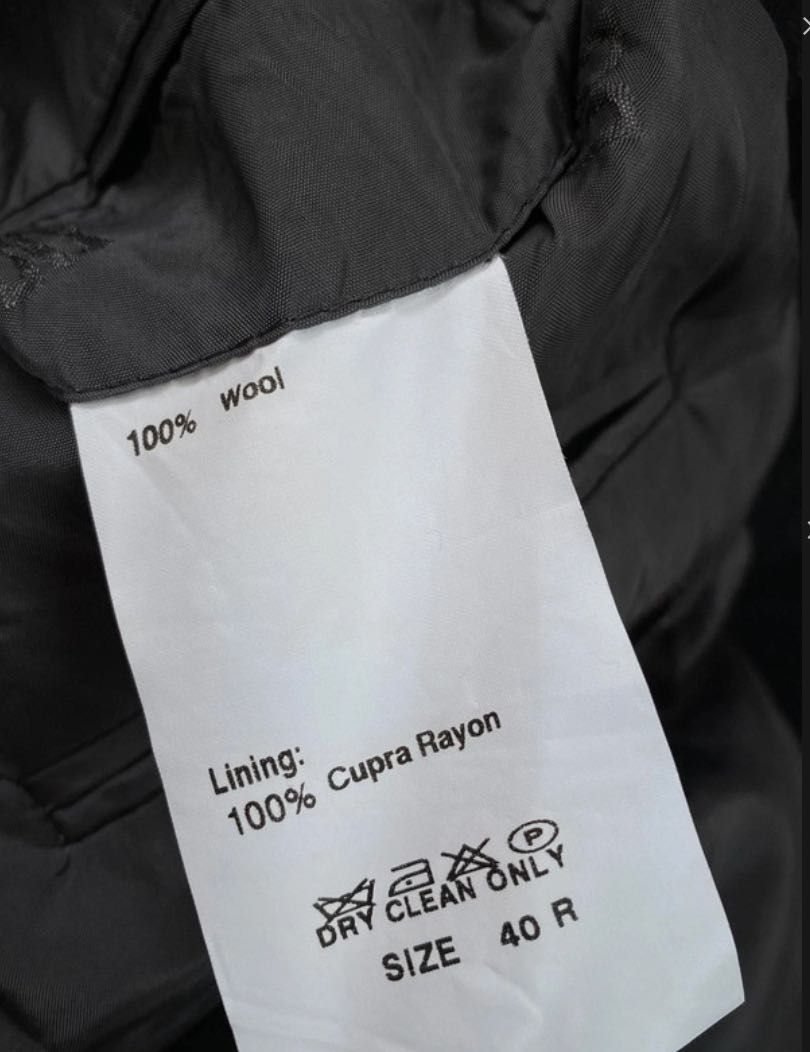 100% wool
Lining:
100% Cupra Rayon
P
DRY CLEAN ONLY
SIZE 40 R